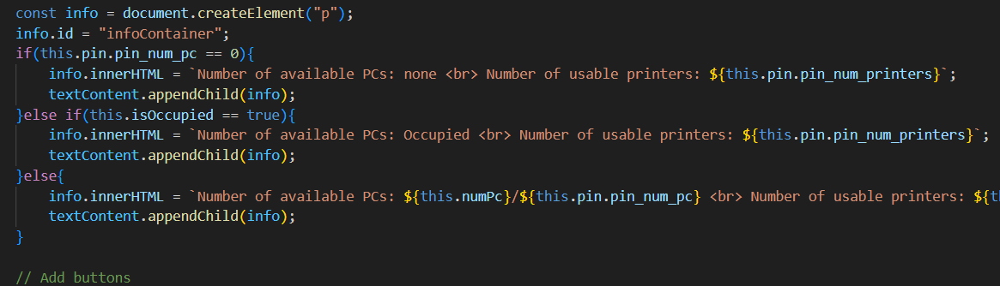 const info = document.createElement("p");
info.id = "infoContainer";
if(this.pin.pin_num_pc == 0){
    info.innerHTML = `Number of available PCs: none <br> Number of usable printers: ${this.pin.pin_num_printers}`;
    textContent.appendChild(info);
}else if(this.isOccupied == true){
    info.innerHTML = `Number of available PCs: Occupied <br> Number of usable printers: ${this.pin.pin_num_printers}`;
    textContent.appendChild(info);
}else{
    info.innerHTML = `Number of available PCs: ${this.numPc}/${this.pin.pin_num_pc} <br> Number of usable printers: ${t
    textContent.appendChild(info);
}
// Add buttons